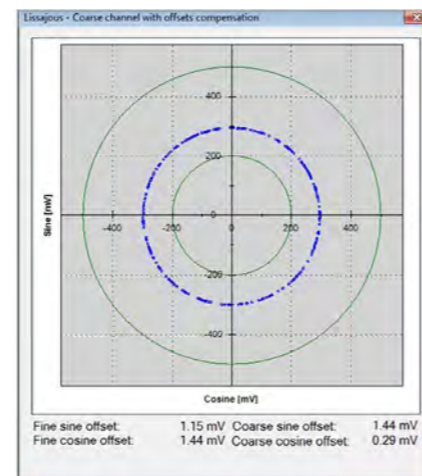 Lissajous - Coarse channel with offsets compensation
400
200
-400 -200 0 200 400
-200
-400
Sine [mV]
Cosine [mV]
Fine sine offset: 1.15 mV Coarse sine offset: 1.44 mV
Fine cosine offset: 1.44 mV Coarse cosine offset: 0.29 mV